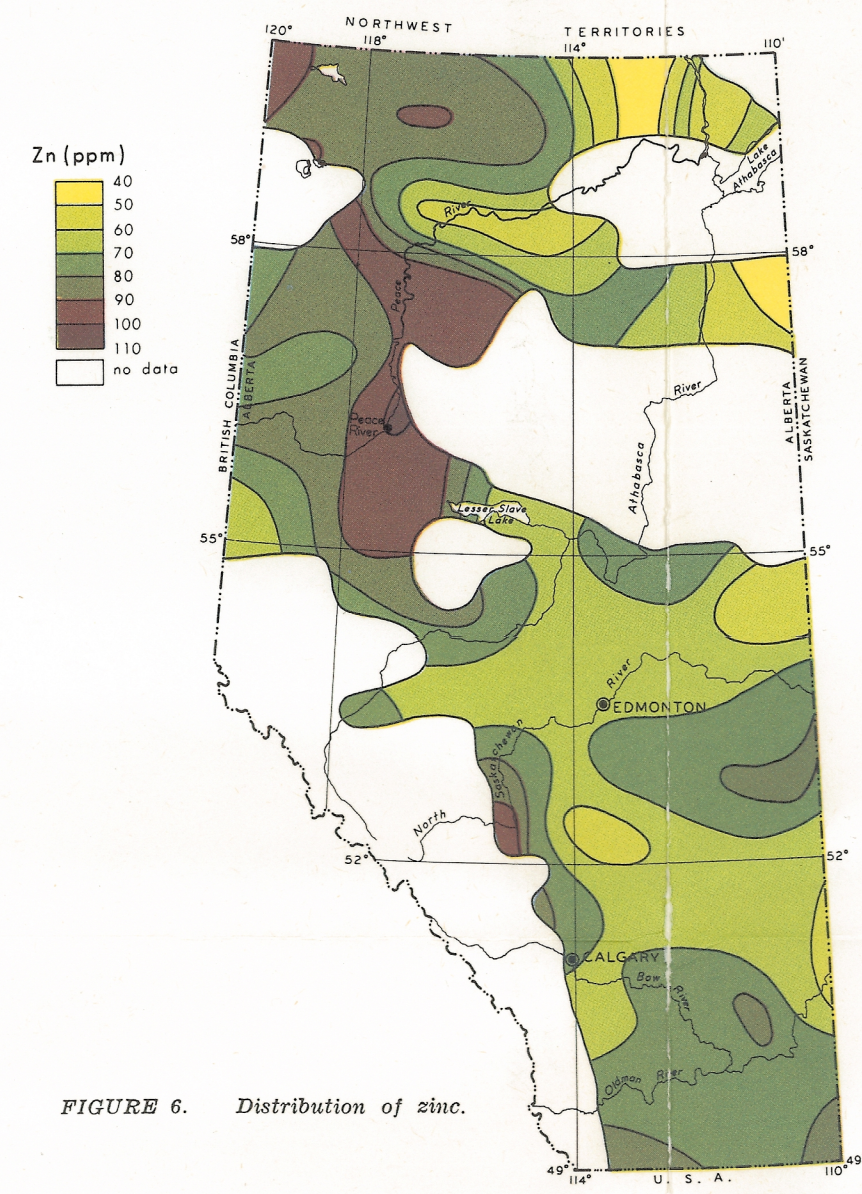 NORTHWEST TERRITORIES
120° 118° 114° 110'
Zn (ppm)
40
50
60
70
80
90
100
110
no data
Lake
Athabasca
River
58° 58°
Peace
BRITISH COLUMBIA
ALBERTA
ALBERTA
SASKATCHEWAN
River
Peace
River
Athabasca
Lesser Slave
Lake
55° 55°
River
EDMONTON
Saskatchewan
North
52° 52°
CALGARY
Bow
River
Oldman River
FIGURE 6. Distribution of zinc.
49° 49
114° U. S. A. 110°